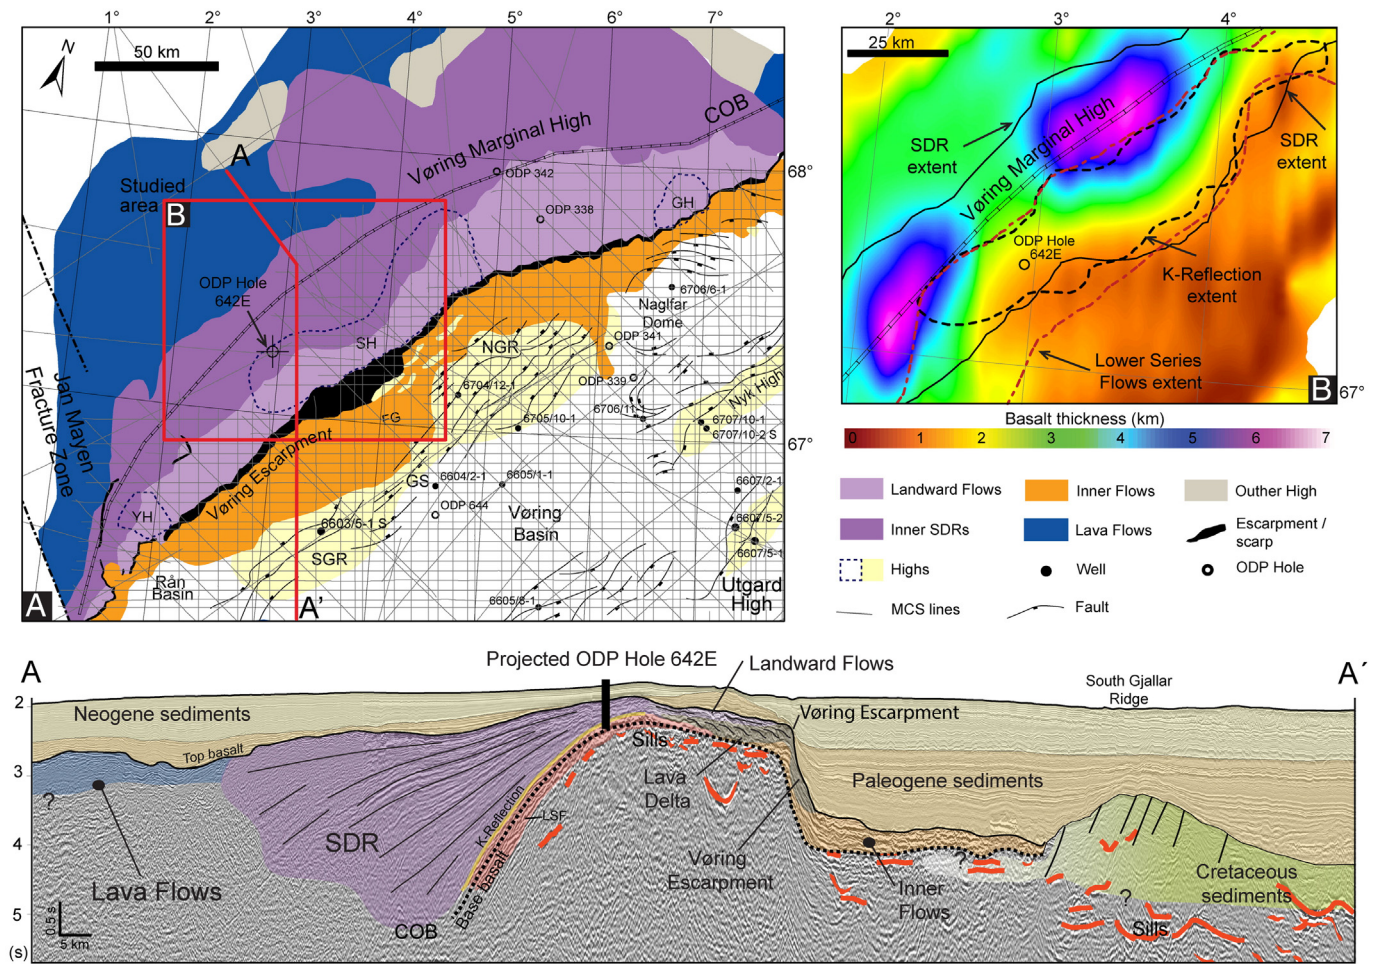 1°
2°
3°
4°
5°
6°
7°
N
50 km
COB
Vøring Marginal High
A
ODP 342
68°
Studied
area
B
GH
ODP 338
ODP Hole
642E
6706/6-1
Naglfar
Dome
SH
NGR
ODP 341
Jan Mayen
Fracture Zone
6704/12-1
ODP 339
Nyk High
6706/11-1
FG
6705/10-1
6707/10-1
6707/10-2 S
67°
Vøring Escarpment
GS
6604/2-1
6605/1-1
6607/2-1
YH
ODP 644
6603/5-1 S
Vøring
Basin
6607/5-2
6607/5-1
SGR
Rån
Basin
Utgard
High
A
A'
6605/8-1
2°
3°
4°
25 km
SDR
extent
Vøring Marginal High
SDR
extent
ODP Hole
642E
K-Reflection
extent
Lower Series
Flows extent
B
67°
Basalt thickness (km)
0
1
2
3
4
5
6
7
Landward Flows
Inner Flows
Outher High
Inner SDRs
Lava Flows
Escarpment /
scarp
Highs
Well
ODP Hole
MCS lines
Fault
A
Projected ODP Hole 642E
Landward Flows
A´
South Gjallar
Ridge
2
Neogene sediments
Vøring Escarpment
Top basalt
Sills
3
Lava
Delta
Paleogene sediments
?
K-Reflection
LSF
4
SDR
Base basalt
Vøring
Escarpment
?
Cretaceous
sediments
Lava Flows
Inner
Flows
?
5
0.5 s
5 km
COB
Sills
(s)